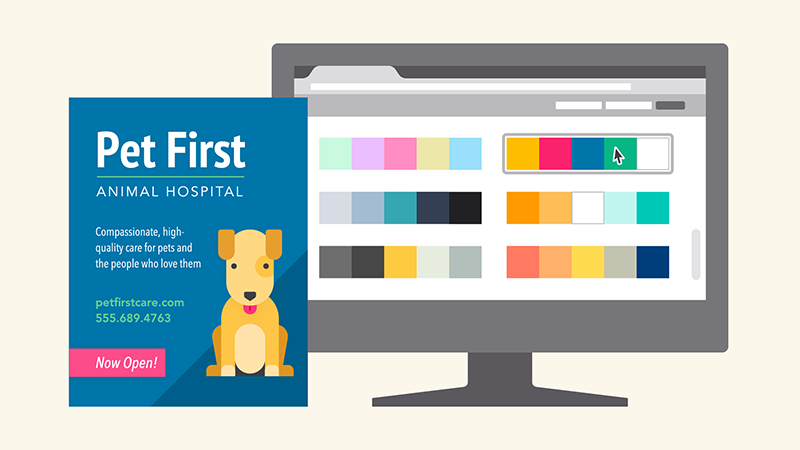 Pet First
ANIMAL HOSPITAL
Compassionate, high-
quality care for pets and
the people who love them
petfirstcare.com
555.689.4763
Now Open!